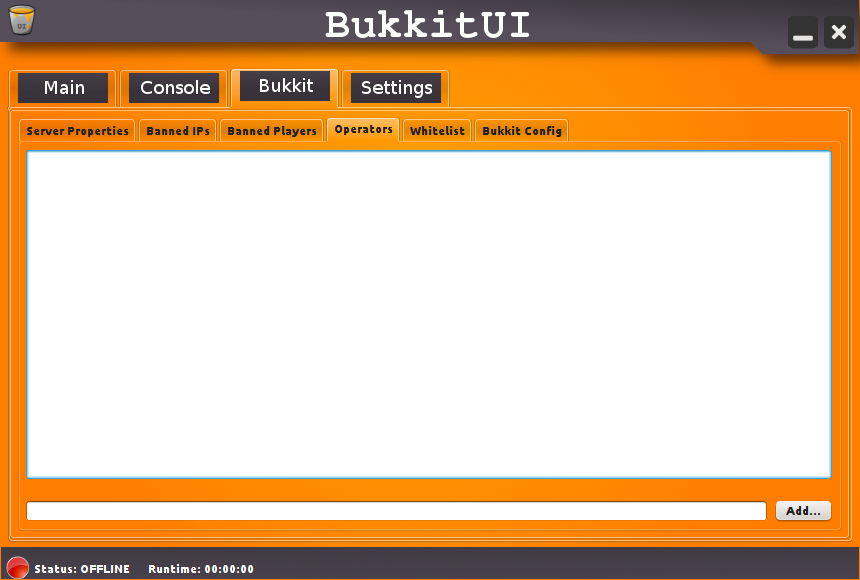 UI
BukkitUI
Main Console Bukkit Settings
Server Properties Banned IPs Banned Players Operators Whitelist Bukkit Config
Add...
Status: OFFLINE Runtime: 00:00:00